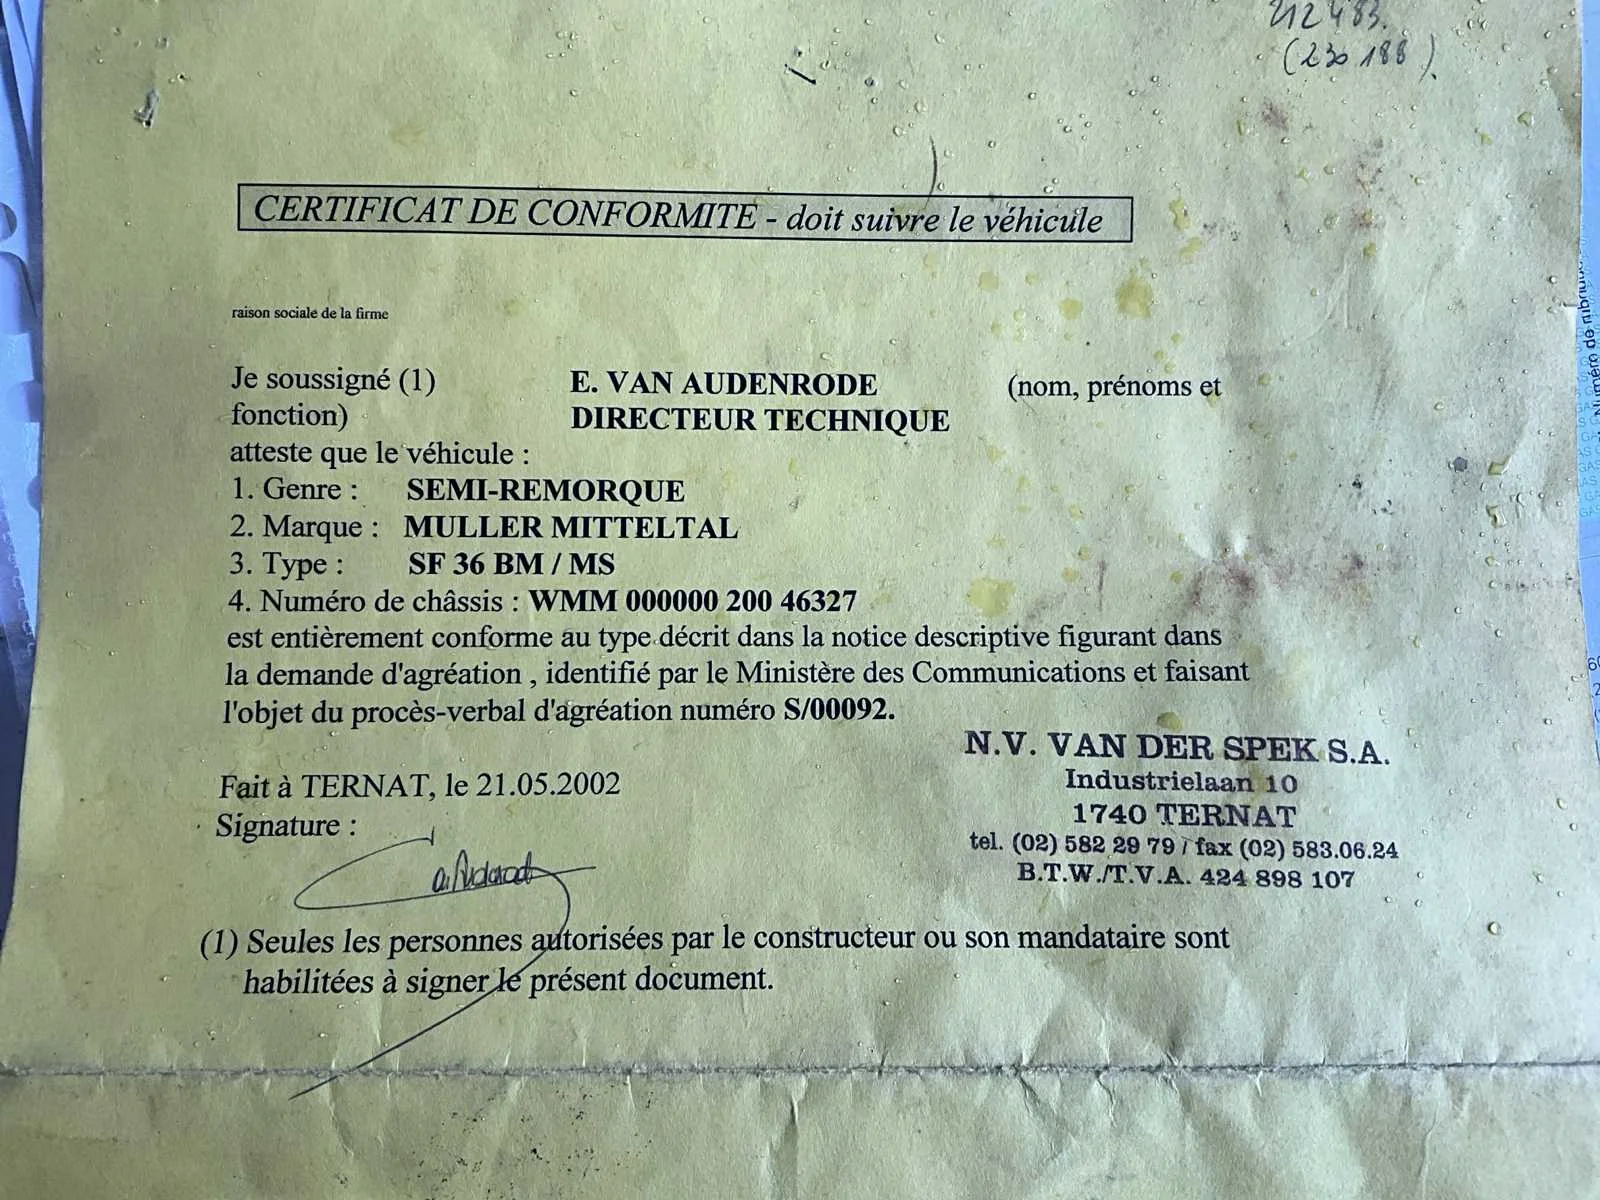 212483.
(230 188).
CERTIFICAT DE CONFORMITE - doit suivre le véhicule
raison sociale de la firme
Je soussigné (1) E. VAN AUDENRODE (nom, prénoms et
fonction) DIRECTEUR TECHNIQUE
atteste que le véhicule :
1. Genre : SEMI-REMORQUE
2. Marque : MULLER MITTELTAL
3. Type : SF 36 BM / MS
4. Numéro de châssis : WMM 000000 200 46327
est entièrement conforme au type décrit dans la notice descriptive figurant dans
la demande d'agréation , identifié par le Ministère des Communications et faisant
l'objet du procès-verbal d'agréation numéro S/00092.
N.V. VAN DER SPEK S.A.
Industrielaan 10
1740 TERNAT
tel. (02) 582 29 79 / fax (02) 583.06.24
B.T.W./T.V.A. 424 898 107
Fait à TERNAT, le 21.05.2002
Signature :
(1) Seules les personnes autorisées par le constructeur ou son mandataire sont
habilitées à signer le présent document.
Numéro de rubrique